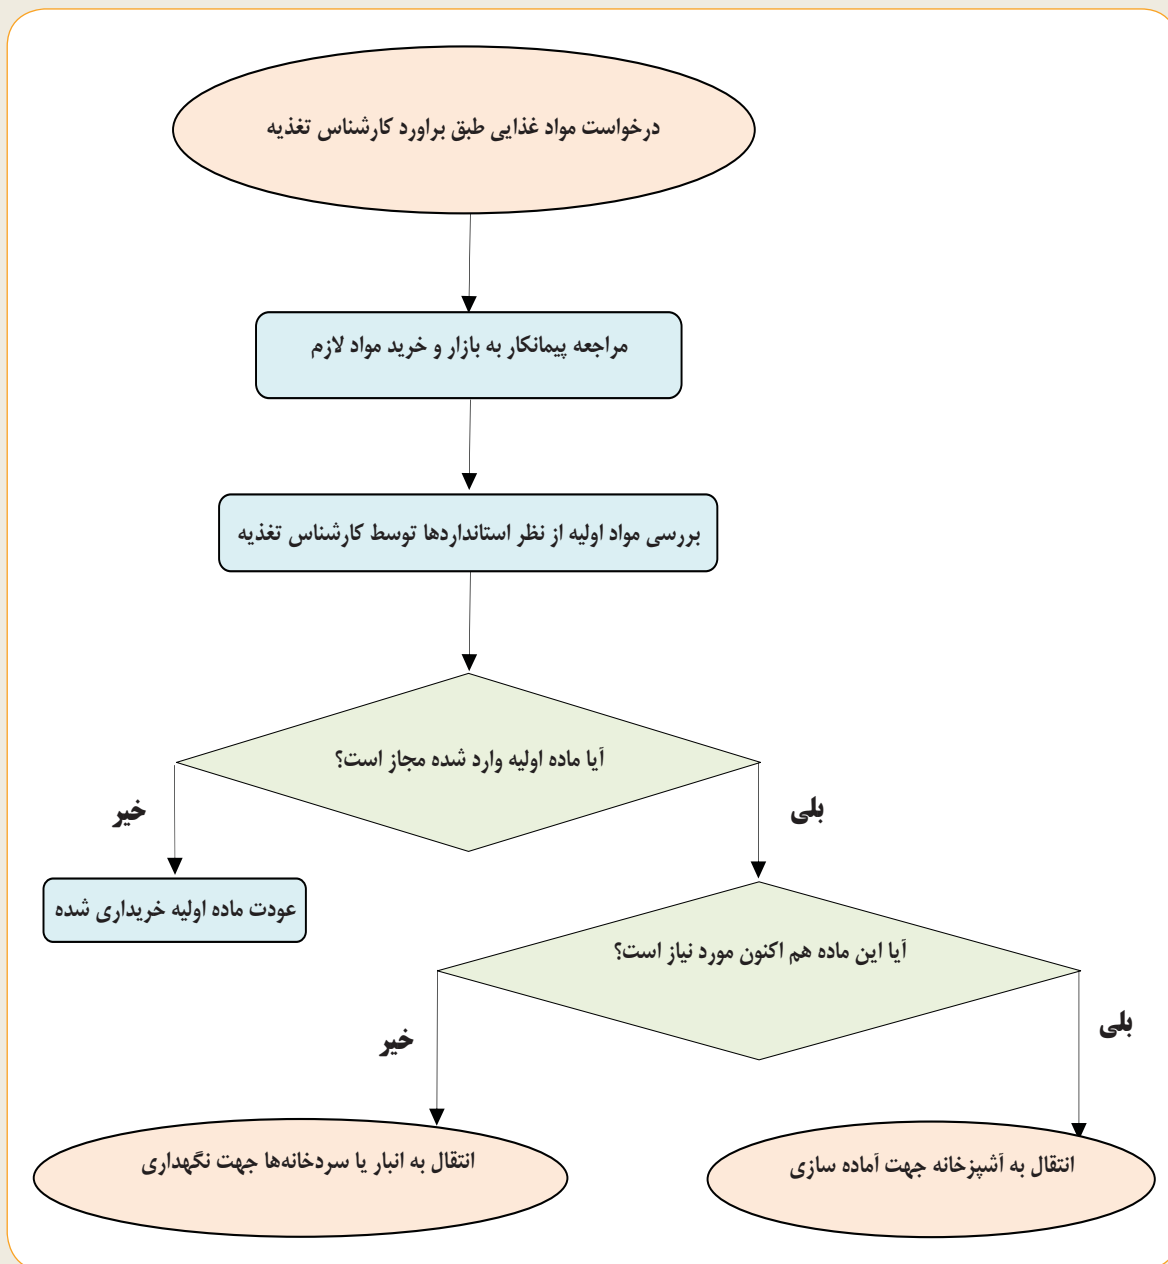 درخواست مواد غذایی طبق براورد کارشناس تغذیه
مراجعه پیمانکار به بازار و خرید مواد لازم
بررسی مواد اولیه از نظر استانداردها توسط کارشناس تغذیه
آیا ماده اولیه وارد شده مجاز است؟
بلی
خیر
عودت ماده اولیه خریداری شده
آیا این ماده هم اکنون مورد نیاز است؟
بلی
خیر
انتقال به آشپزخانه جهت آماده سازی
انتقال به انبار یا سردخانه‌ها جهت نگهداری